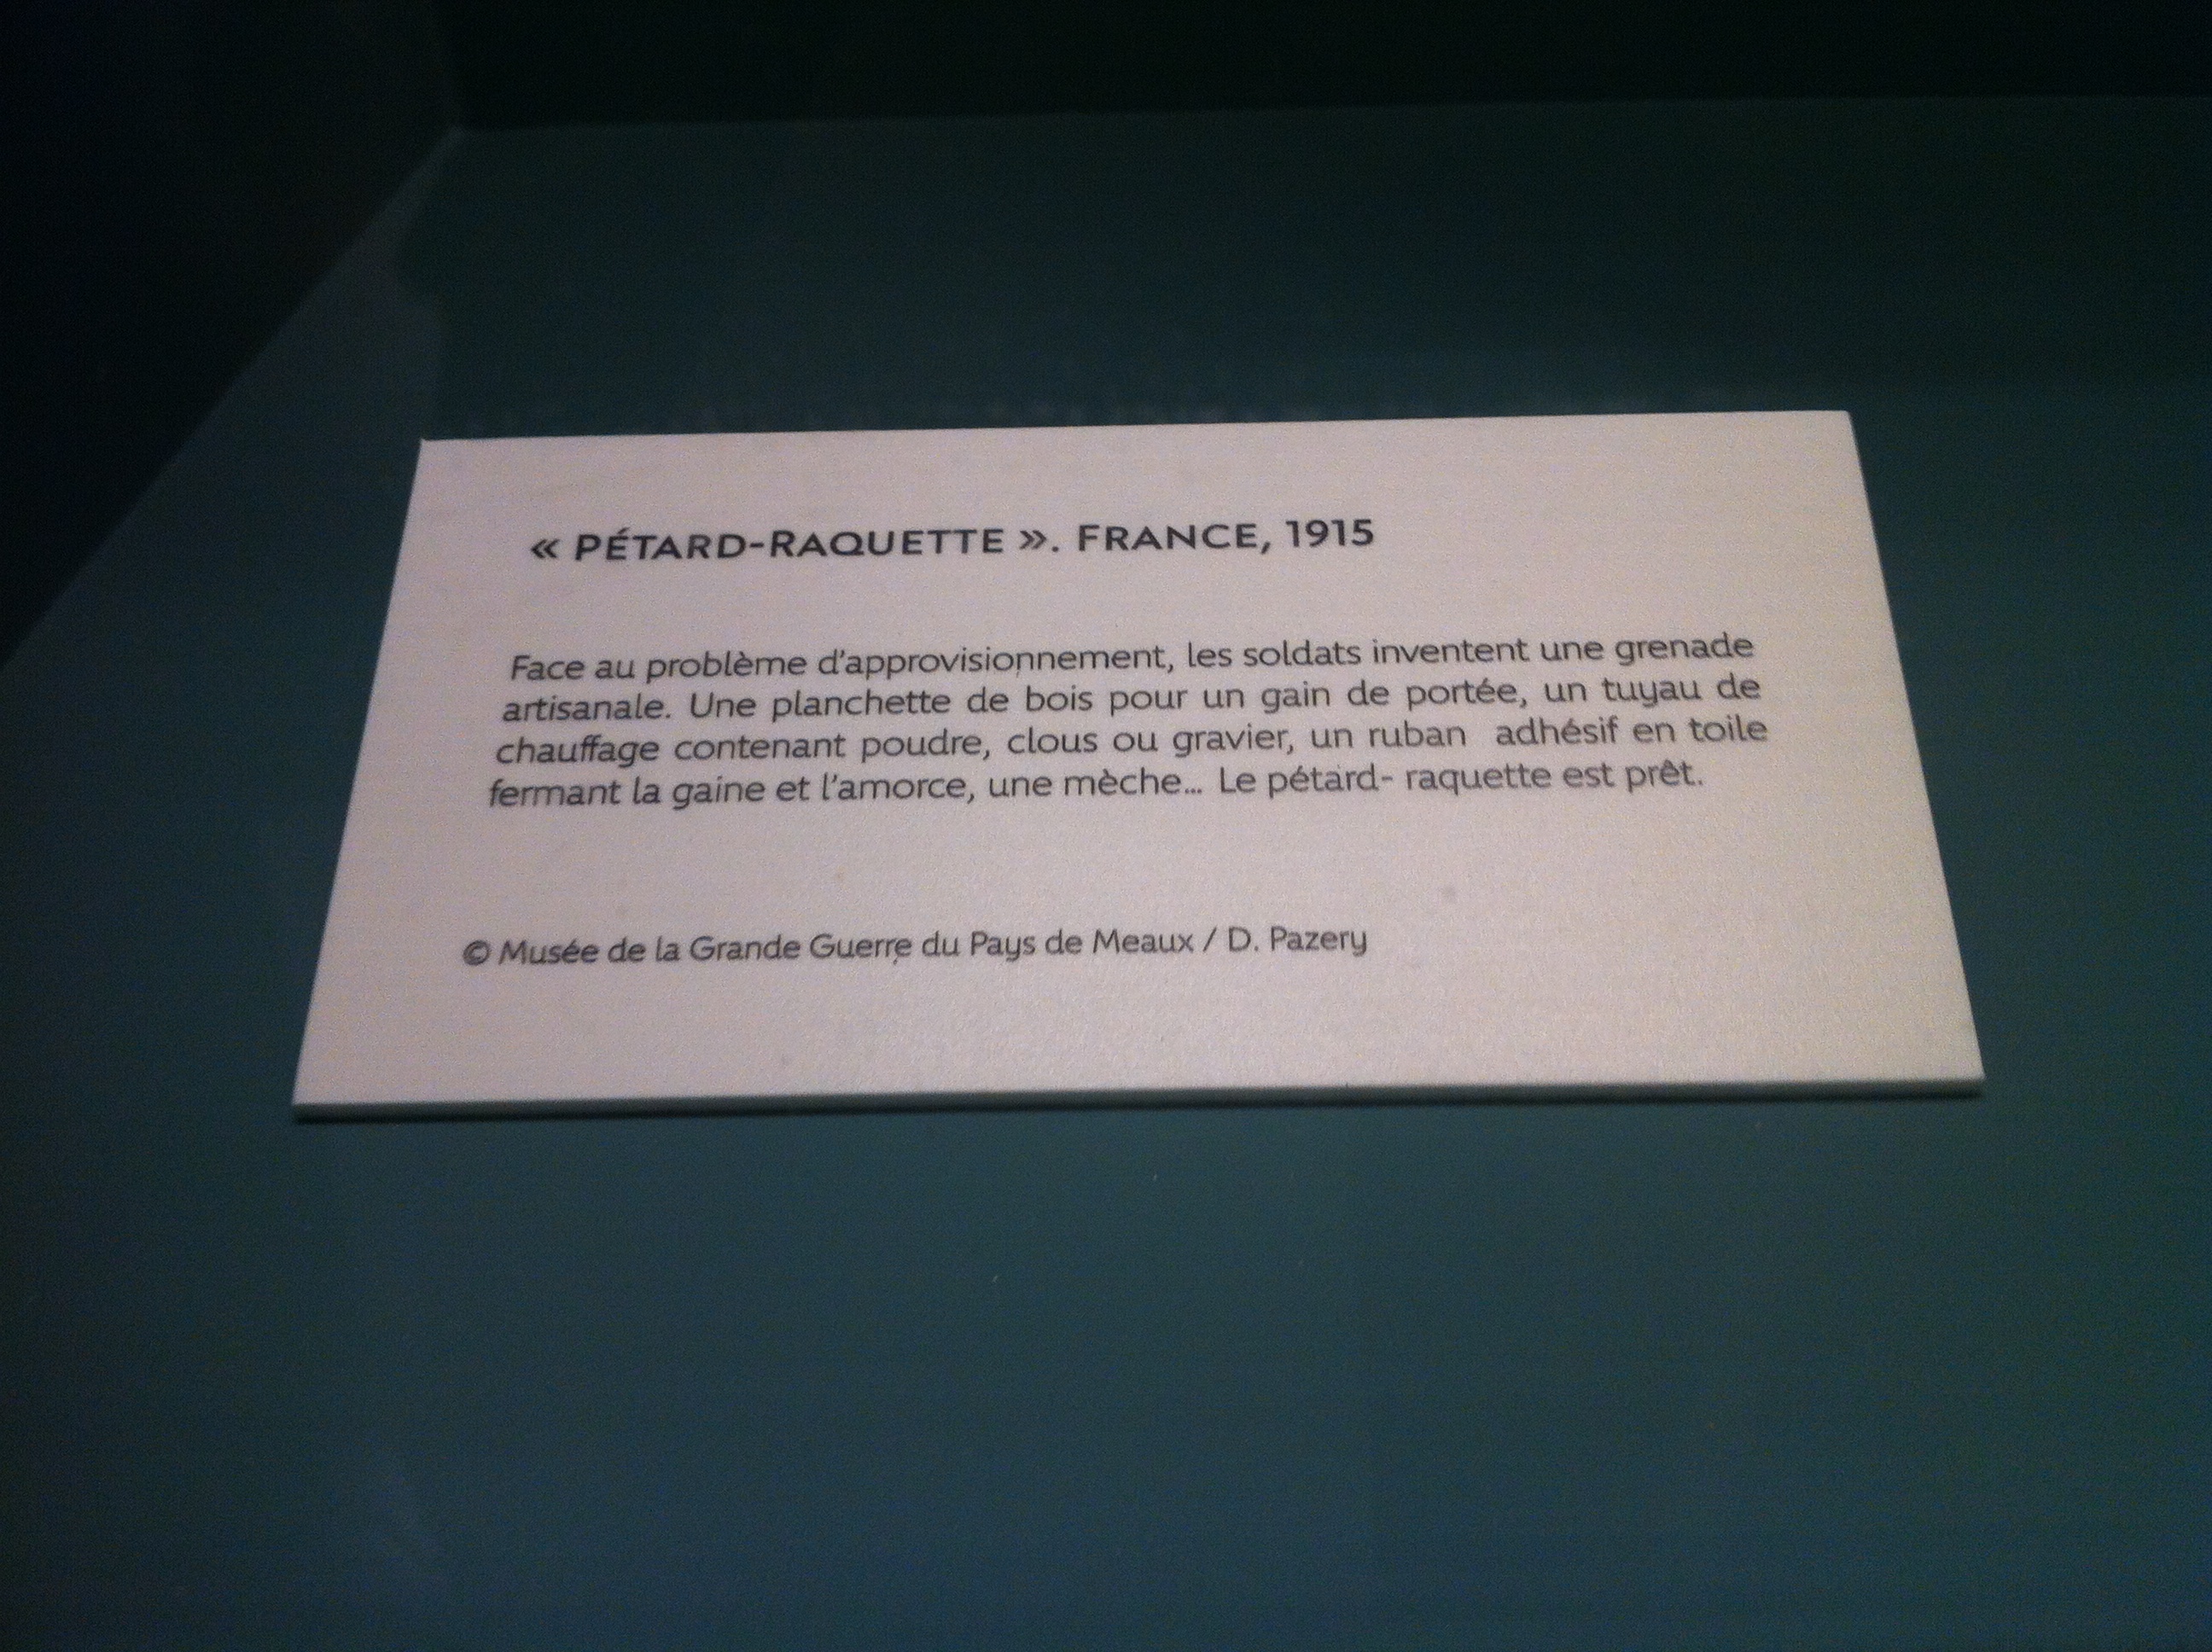 « PÉTARD-RAQUETTE ». FRANCE, 1915
Face au problème d'approvisionnement, les soldats inventent une grenade
artisanale. Une planchette de bois pour un gain de portée, un tuyau de
chauffage contenant poudre, clous ou gravier, un ruban adhésif en toile
fermant la gaine et l'amorce, une mèche... Le pétard- raquette est prêt.
© Musée de la Grande Guerre du Pays de Meaux / D. Pazery